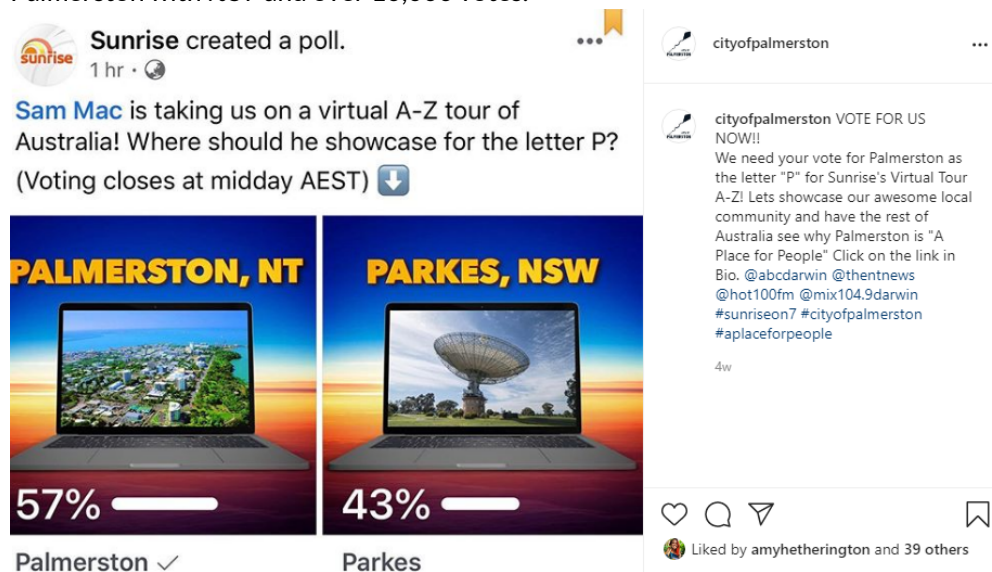 Sunrise created a poll.
1 hr ·
sunrise
Sam Mac is taking us on a virtual A-Z tour of
Australia! Where should he showcase for the letter P?
(Voting closes at midday AEST)
PALMERSTON, NT
57%
Palmerston
PARKES, NSW
43%
Parkes
cityofpalmerston
cityofpalmerston VOTE FOR US
NOW!!
We need your vote for Palmerston as
the letter "P" for Sunrise's Virtual Tour
A-Z! Lets showcase our awesome local
community and have the rest of
Australia see why Palmerston is "A
Place for People" Click on the link in
Bio. @abcdarwin @thentnews
@hot100fm @mix104.9darwin
#sunriseon7 #cityofpalmerston
#aplaceforpeople
4w
Liked by amyhetherington and 39 others